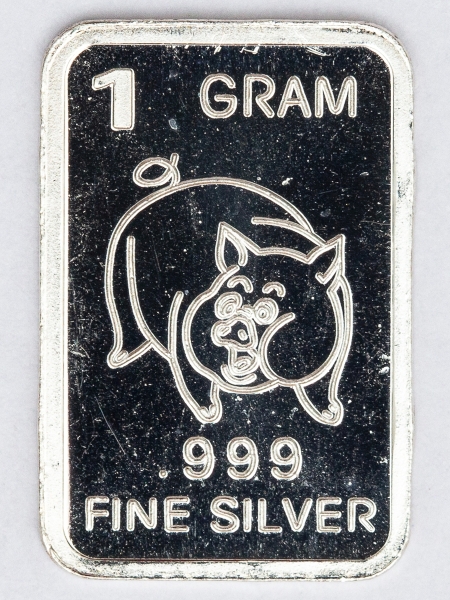 1 GRAM
.999
FINE SILVER